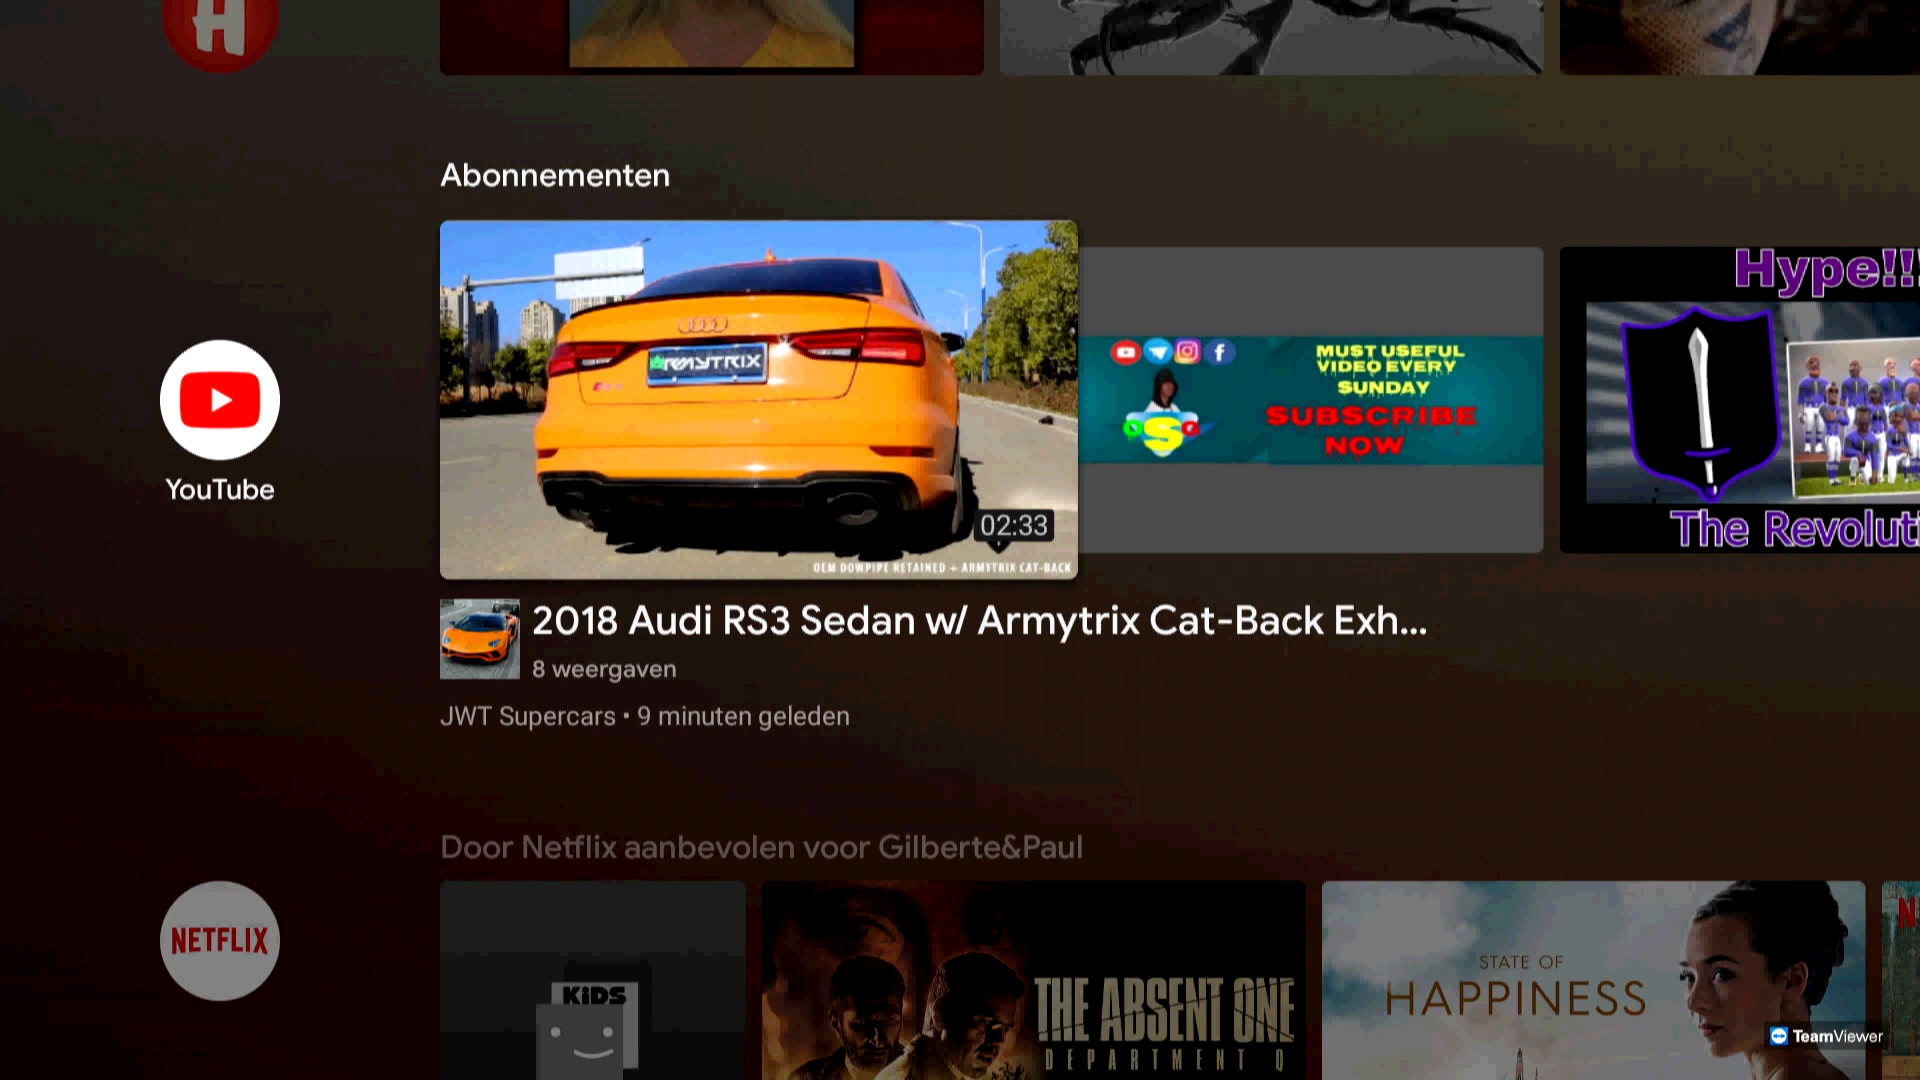 H
Abonnementen
ARMYTRIX
02:33
OEM DOWPIPE RETAINED + ARMYTRIX CAT-BACK
MUST USEFUL
VIDEO EVERY
SUNDAY
SUBSCRIBE
NOW
S
Hype!!!
The Revoluti
YouTube
2018 Audi RS3 Sedan w/ Armytrix Cat-Back Exh...
8 weergaven
JWT Supercars • 9 minuten geleden
Door Netflix aanbevolen voor Gilberte&Paul
NETFLIX
KiDS
THE ABSENT ONE
DEPARTMENT Q
STATE OF
HAPPINESS
N
TeamViewer